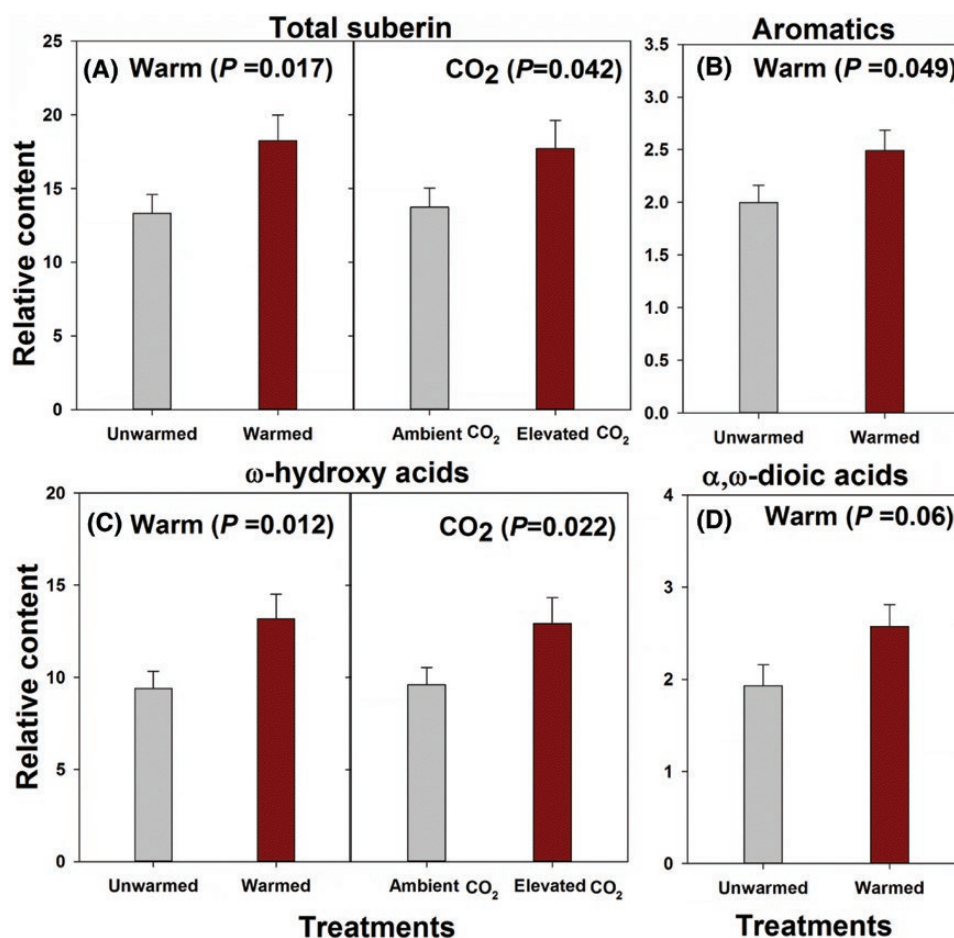 Total suberin
Aromatics
(A) Warm (P =0.017)
CO₂ (P=0.042)
(B) Warm (P =0.049)
Relative content
25
20
15
10
5
0
3.5
3.0
2.5
2.0
1.5
1.0
0.5
0.0
Unwarmed Warmed Ambient CO₂ Elevated CO₂
Unwarmed Warmed
ω-hydroxy acids
α,ω-dioic acids
(C) Warm (P =0.012)
CO₂ (P=0.022)
(D) Warm (P =0.06)
Relative content
20
15
10
5
0
4
3
2
1
0
Unwarmed Warmed Ambient CO₂ Elevated CO₂
Unwarmed Warmed
Treatments
Treatments